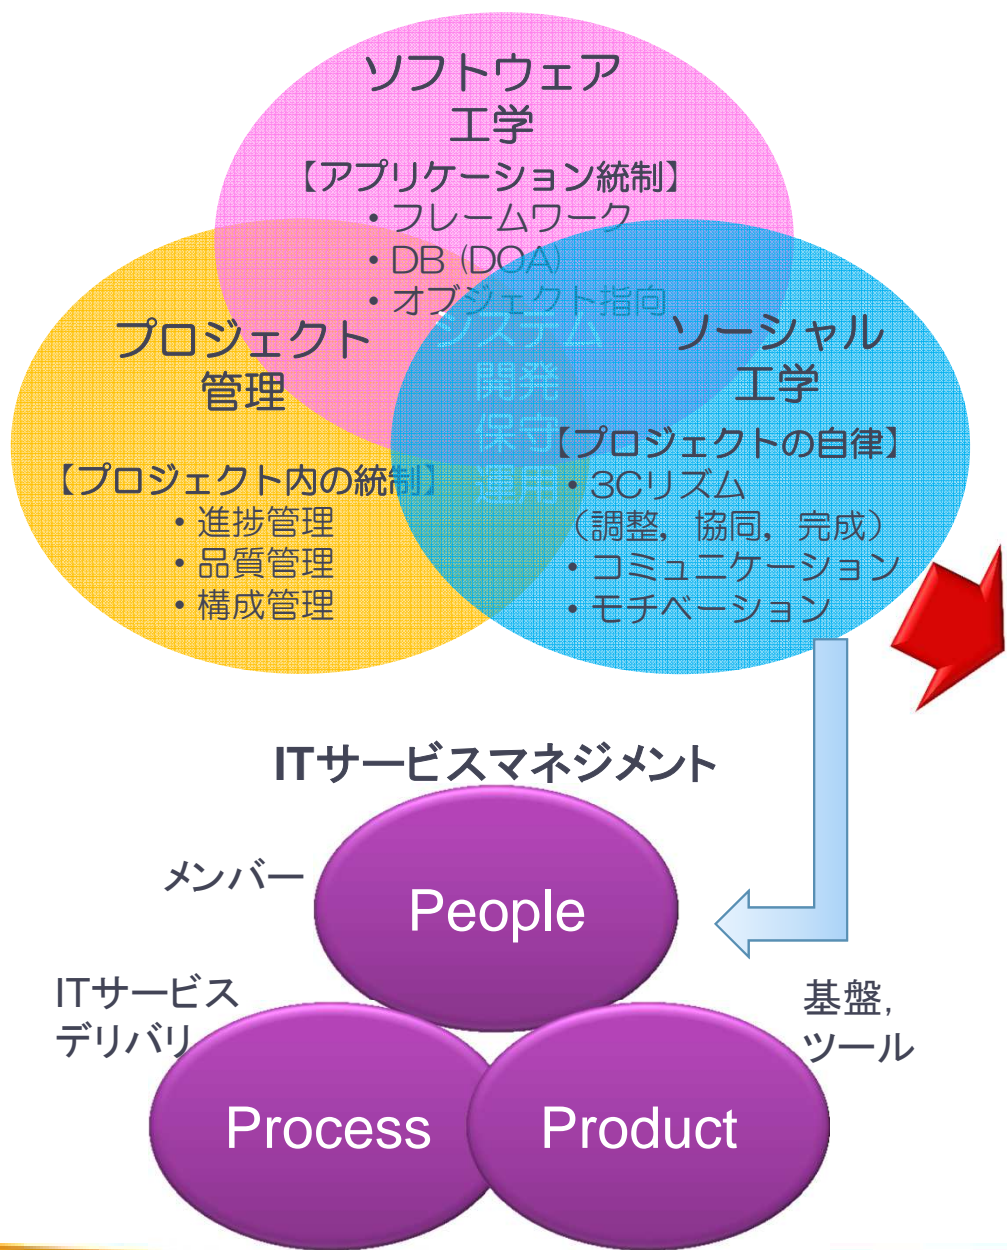 ソフトウェア
工学
【アプリケーション統制】
・フレームワーク
・DB (DOA)
・オブジェクト指向
プロジェクト
管理
【プロジェクト内の統制】
・進捗管理
・品質管理
・構成管理
システム
開発
保守
運用
ソーシャル
工学
【プロジェクトの自律】
・3Cリズム
（調整，協同，完成）
・コミュニケーション
・モチベーション
ITサービスマネジメント
メンバー
People
ITサービス
デリバリ
基盤,
ツール
Process
Product